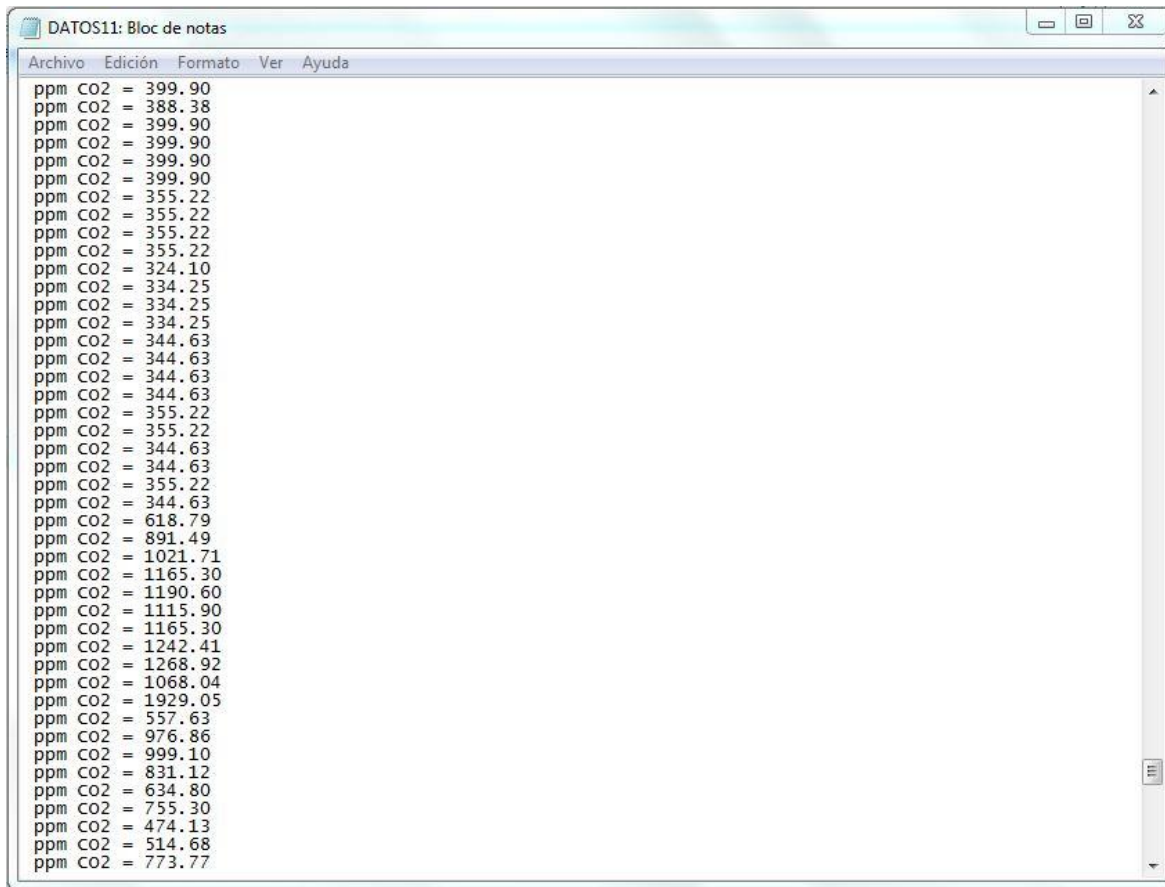 DATOS11: Bloc de notas
Archivo Edición Formato Ver Ayuda
ppm CO2 = 399.90
ppm CO2 = 388.38
ppm CO2 = 399.90
ppm CO2 = 399.90
ppm CO2 = 399.90
ppm CO2 = 399.90
ppm CO2 = 355.22
ppm CO2 = 355.22
ppm CO2 = 355.22
ppm CO2 = 355.22
ppm CO2 = 324.10
ppm CO2 = 334.25
ppm CO2 = 334.25
ppm CO2 = 334.25
ppm CO2 = 344.63
ppm CO2 = 344.63
ppm CO2 = 344.63
ppm CO2 = 344.63
ppm CO2 = 355.22
ppm CO2 = 355.22
ppm CO2 = 344.63
ppm CO2 = 344.63
ppm CO2 = 355.22
ppm CO2 = 344.63
ppm CO2 = 618.79
ppm CO2 = 891.49
ppm CO2 = 1021.71
ppm CO2 = 1165.30
ppm CO2 = 1190.60
ppm CO2 = 1115.90
ppm CO2 = 1165.30
ppm CO2 = 1242.41
ppm CO2 = 1268.92
ppm CO2 = 1068.04
ppm CO2 = 1929.05
ppm CO2 = 557.63
ppm CO2 = 976.86
ppm CO2 = 999.10
ppm CO2 = 831.12
ppm CO2 = 634.80
ppm CO2 = 755.30
ppm CO2 = 474.13
ppm CO2 = 514.68
ppm CO2 = 773.77